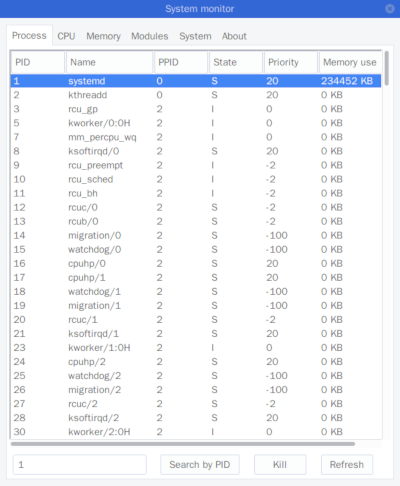 System monitor
Process CPU Memory Modules System About
PID Name PPID State Priority Memory use
1 systemd 0 S 20 234452 KB
2 kthreadd 0 S 20 0 KB
3 rcu_gp 2 I 0 0 KB
5 kworker/0:0H 2 I 0 0 KB
7 mm_percpu_wq 2 I 0 0 KB
8 ksoftirqd/0 2 S 20 0 KB
9 rcu_preempt 2 I -2 0 KB
10 rcu_sched 2 I -2 0 KB
11 rcu_bh 2 I -2 0 KB
12 rcuc/0 2 S -2 0 KB
13 rcub/0 2 S -2 0 KB
14 migration/0 2 S -100 0 KB
15 watchdog/0 2 S -100 0 KB
16 cpuhp/0 2 S 20 0 KB
17 cpuhp/1 2 S 20 0 KB
18 watchdog/1 2 S -100 0 KB
19 migration/1 2 S -100 0 KB
20 rcuc/1 2 S -2 0 KB
21 ksoftirqd/1 2 S 20 0 KB
23 kworker/1:0H 2 I 0 0 KB
24 cpuhp/2 2 S 20 0 KB
25 watchdog/2 2 S -100 0 KB
26 migration/2 2 S -100 0 KB
27 rcuc/2 2 S -2 0 KB
28 ksoftirqd/2 2 S 20 0 KB
30 kworker/2:0H 2 I 0 0 KB
1 Search by PID Kill Refresh